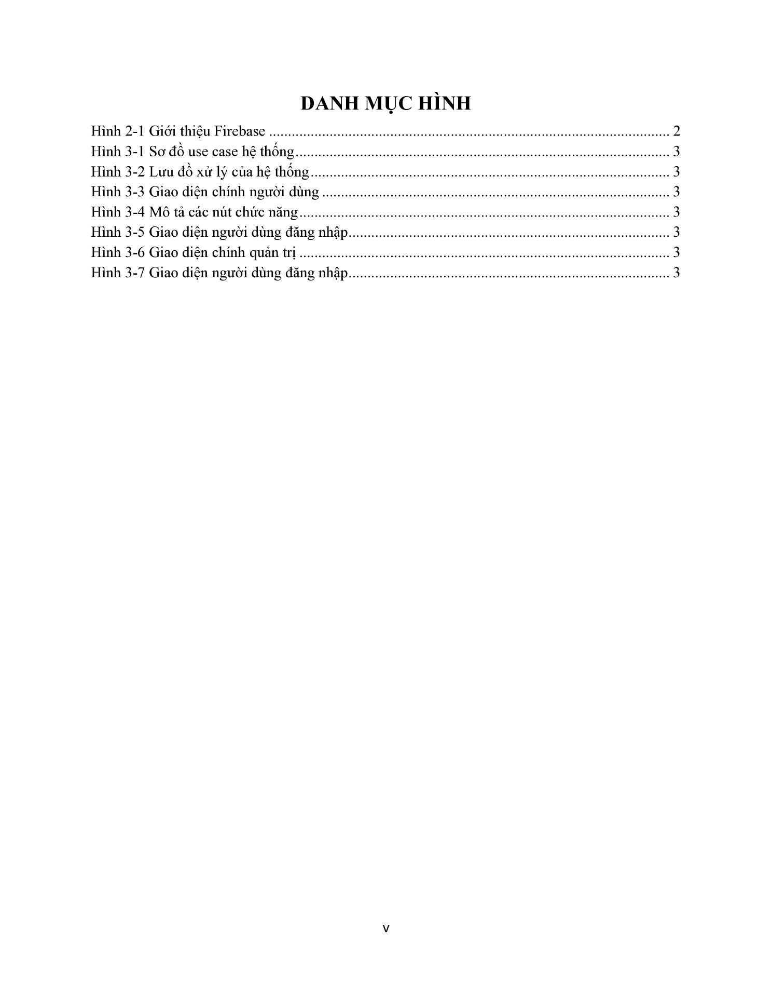 DANH MỤC HÌNH
Hình 2-1 Giới thiệu Firebase ........................................................................................................... 2
Hình 3-1 Sơ đồ use case hệ thống.................................................................................................... 3
Hình 3-2 Lưu đồ xử lý của hệ thống................................................................................................ 3
Hình 3-3 Giao diện chính người dùng ............................................................................................. 3
Hình 3-4 Mô tả các nút chức năng................................................................................................... 3
Hình 3-5 Giao diện người dùng đăng nhập...................................................................................... 3
Hình 3-6 Giao diện chính quản trị ................................................................................................... 3
Hình 3-7 Giao diện người dùng đăng nhập...................................................................................... 3
v